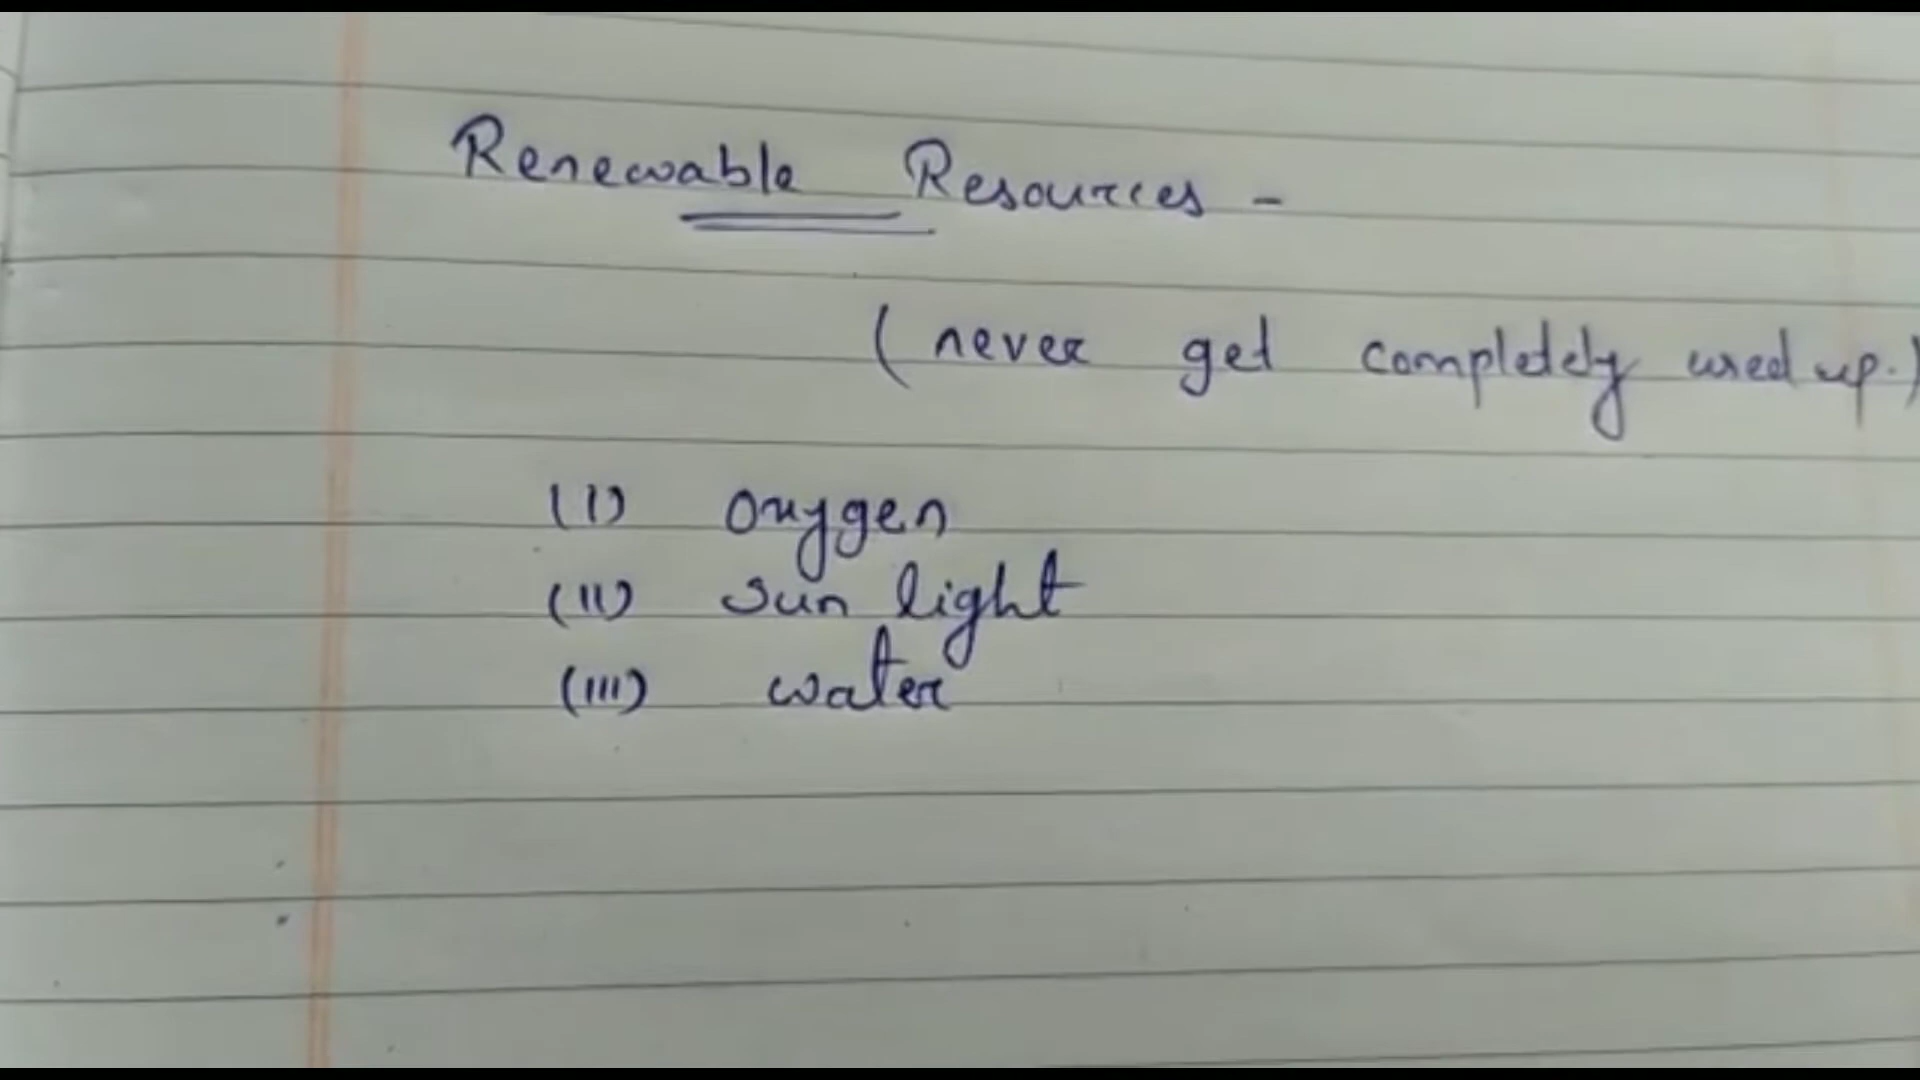 Renewable Resources -
(never get completely used up.)
(I) oxygen
(II) sun light
(III) water